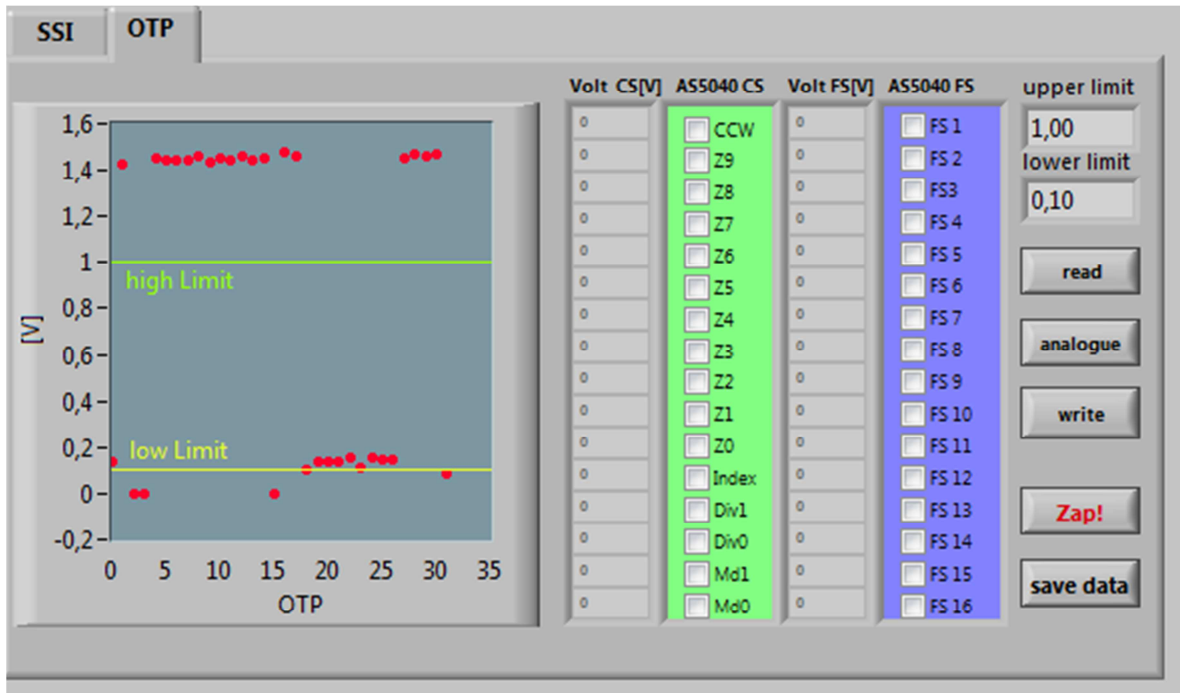 SSI OTP
Volt CS[V] AS5040 CS Volt FS[V] AS5040 FS upper limit
1,00
lower limit
0,10
1,6
1,4
1,2
1
0,8
0,6
0,4
0,2
0
-0,2
[V]
high Limit
low Limit
0 5 10 15 20 25 30 35
OTP
0 CCW 0 FS 1
0 Z9 0 FS 2
0 Z8 0 FS3
0 Z7 0 FS 4
0 Z6 0 FS 5
0 Z5 0 FS 6
0 Z4 0 FS 7
0 Z3 0 FS 8
0 Z2 0 FS 9
0 Z1 0 FS 10
0 Z0 0 FS 11
0 Index 0 FS 12
0 Div1 0 FS 13
0 Div0 0 FS 14
0 Md1 0 FS 15
0 Md0 0 FS 16
read
analogue
write
Zap!
save data